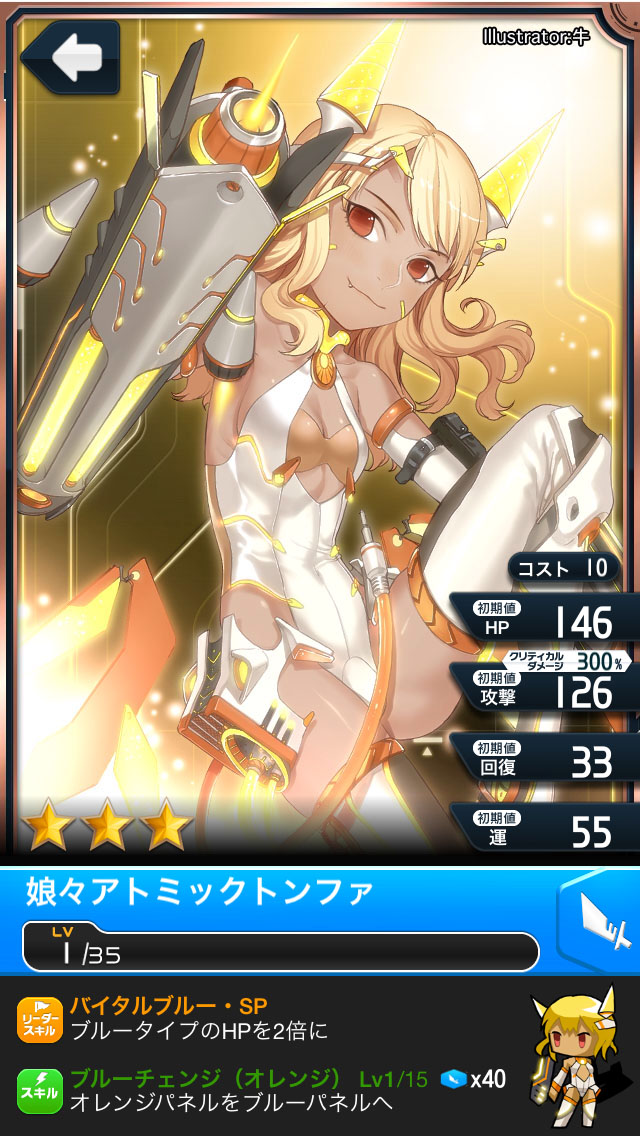 Illustrator:牛
コスト 10
初期値
HP 146
クリティカル
ダメージ 300%
初期値
攻撃 126
初期値
回復 33
初期値
運 55
娘々アトミックトンファ
LV
1/35
リーダー
スキル
バイタルブルー・SP
ブルータイプのHPを2倍に
スキル
ブルーチェンジ（オレンジ） Lv1/15 x40
オレンジパネルをブルーパネルへ